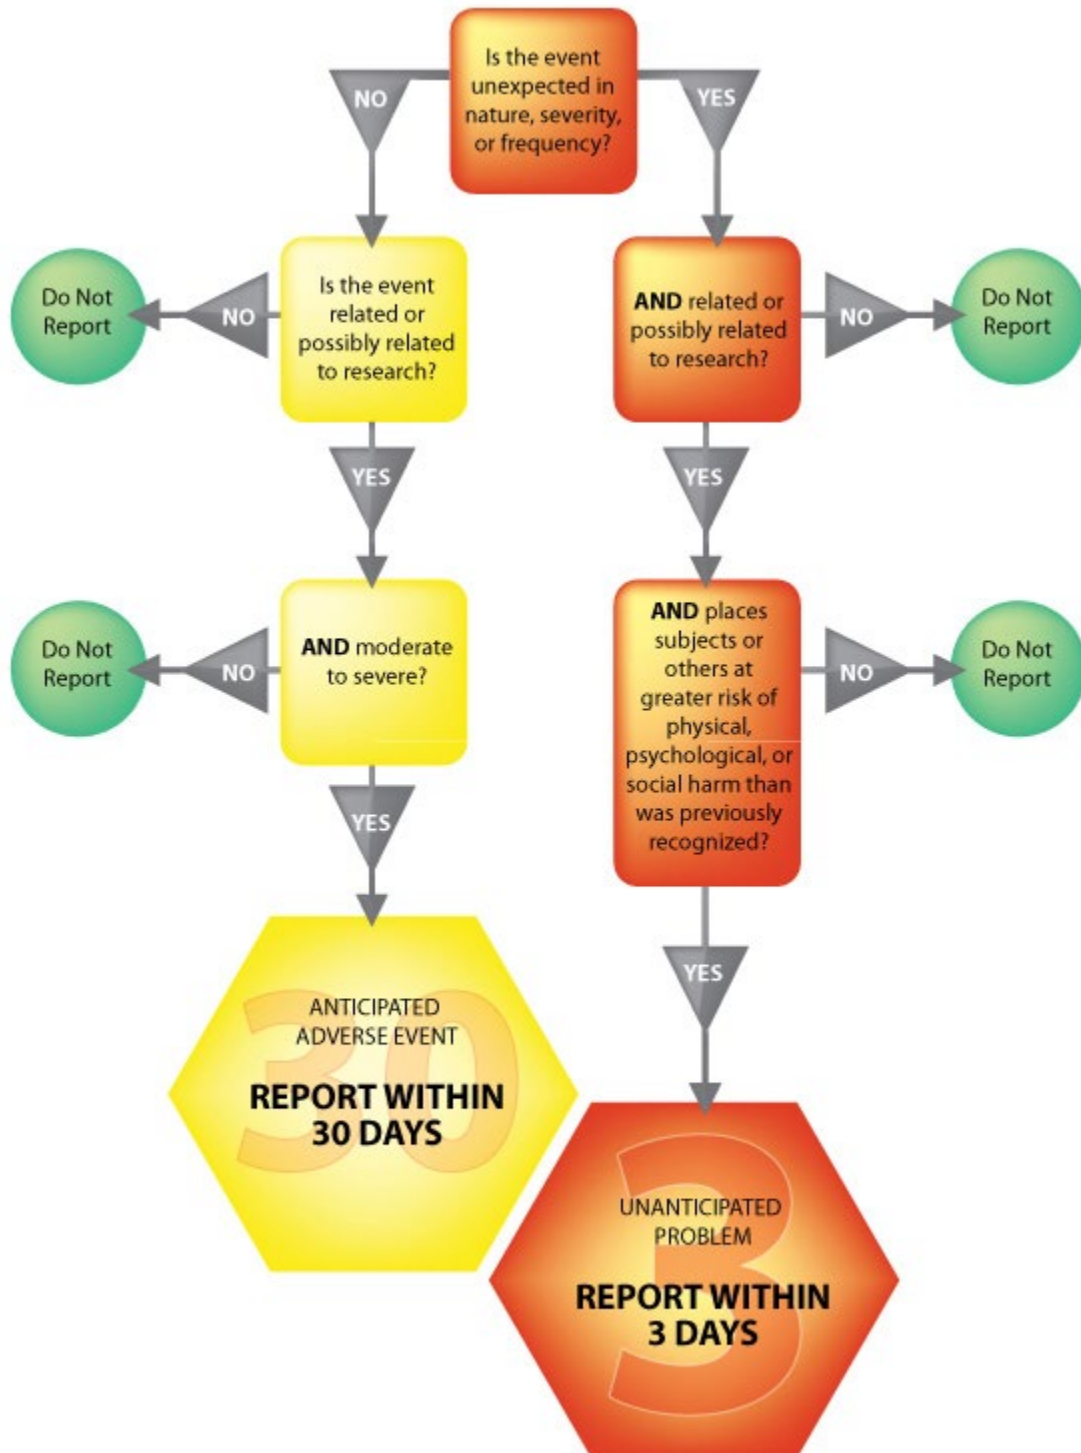 Is the event
unexpected in
nature, severity,
or frequency?
NO
YES
Do Not
Report
NO
Is the event
related or
possibly related
to research?
AND related or
possibly related
to research?
NO
Do Not
Report
YES
YES
Do Not
Report
NO
AND moderate
to severe?
AND places
subjects or
others at
greater risk of
physical,
psychological, or
social harm than
was previously
recognized?
NO
Do Not
Report
YES
YES
30
ANTICIPATED
ADVERSE EVENT
REPORT WITHIN
30 DAYS
3
UNANTICIPATED
PROBLEM
REPORT WITHIN
3 DAYS